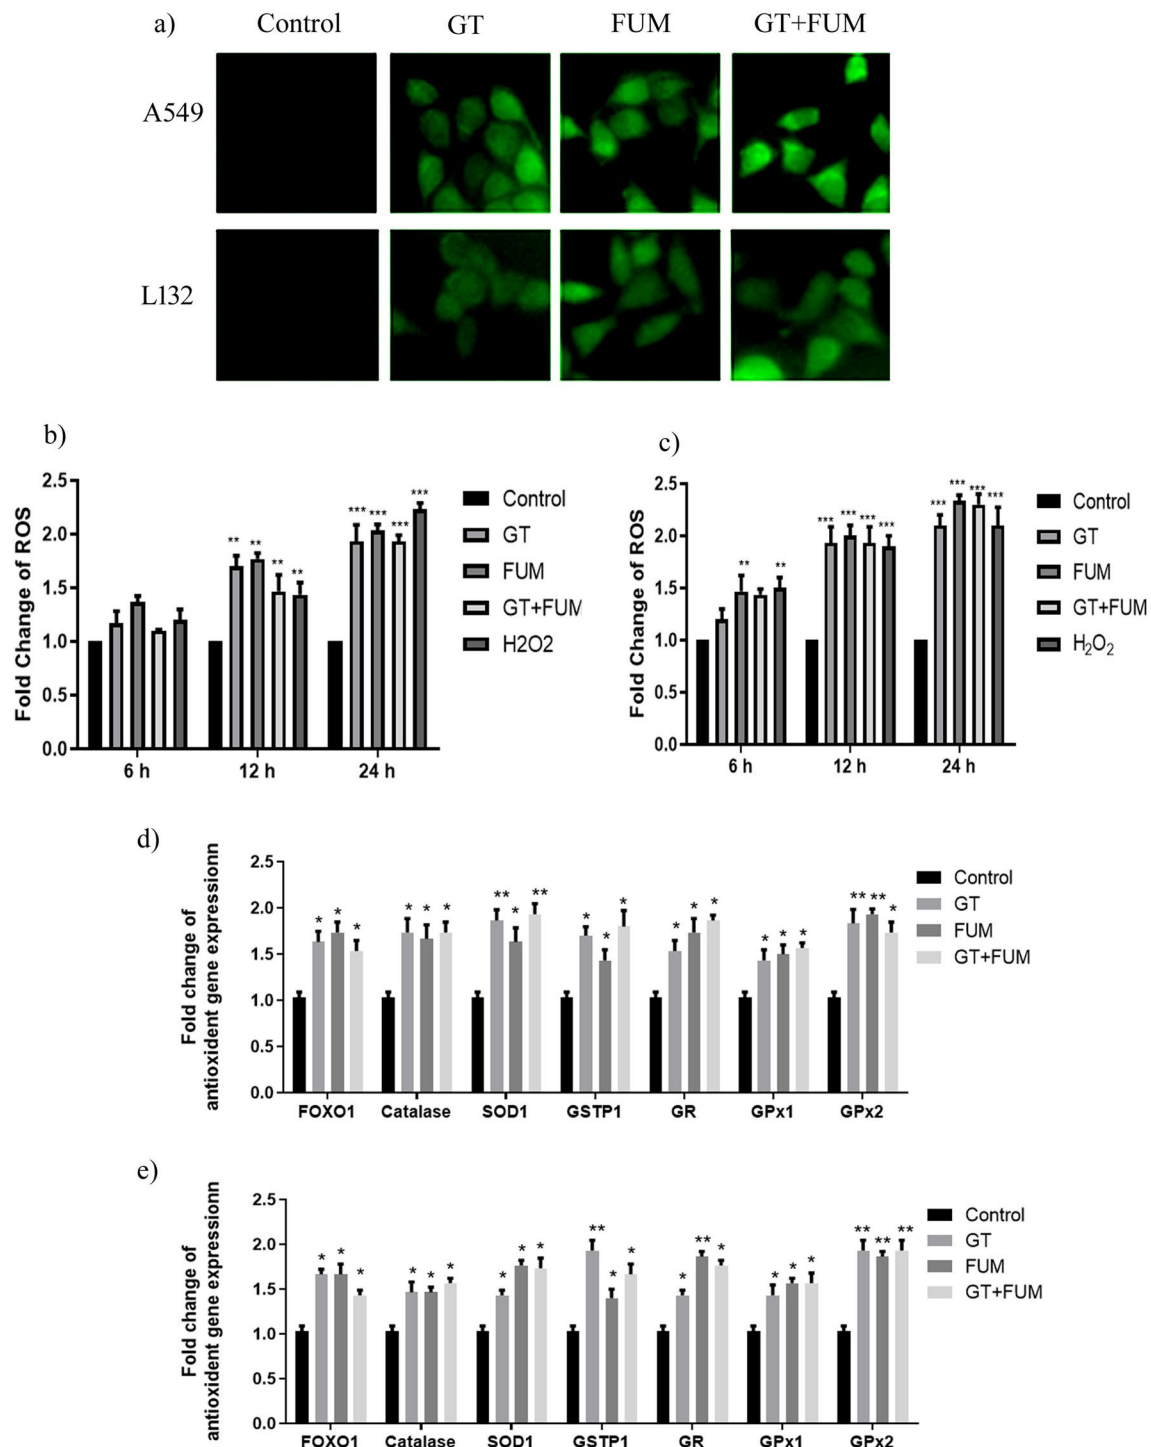 a)
Control GT FUM GT+FUM
A549
L132
b)
Fold Change of ROS
2.5
2.0
1.5
1.0
0.5
0.0
** ** ** ** *** *** *** ***
6 h 12 h 24 h
Control
GT
FUM
GT+FUM
H2O2
c)
Fold Change of ROS
2.5
2.0
1.5
1.0
0.5
0.0
** ** *** *** *** *** *** *** *** ***
6 h 12 h 24 h
Control
GT
FUM
GT+FUM
H₂O₂
d)
Fold change of
antioxident gene expressionn
2.5
2.0
1.5
1.0
0.5
0.0
* * * * * * ** * ** * * * * * * * * * ** ** *
FOXO1 Catalase SOD1 GSTP1 GR GPx1 GPx2
Control
GT
FUM
GT+FUM
e)
Fold change of
antioxident gene expressionn
2.5
2.0
1.5
1.0
0.5
0.0
* * * * * * * * * ** * * * ** * * * * ** ** **
FOXO1 Catalase SOD1 GSTP1 GR GPx1 GPx2
Control
GT
FUM
GT+FUM